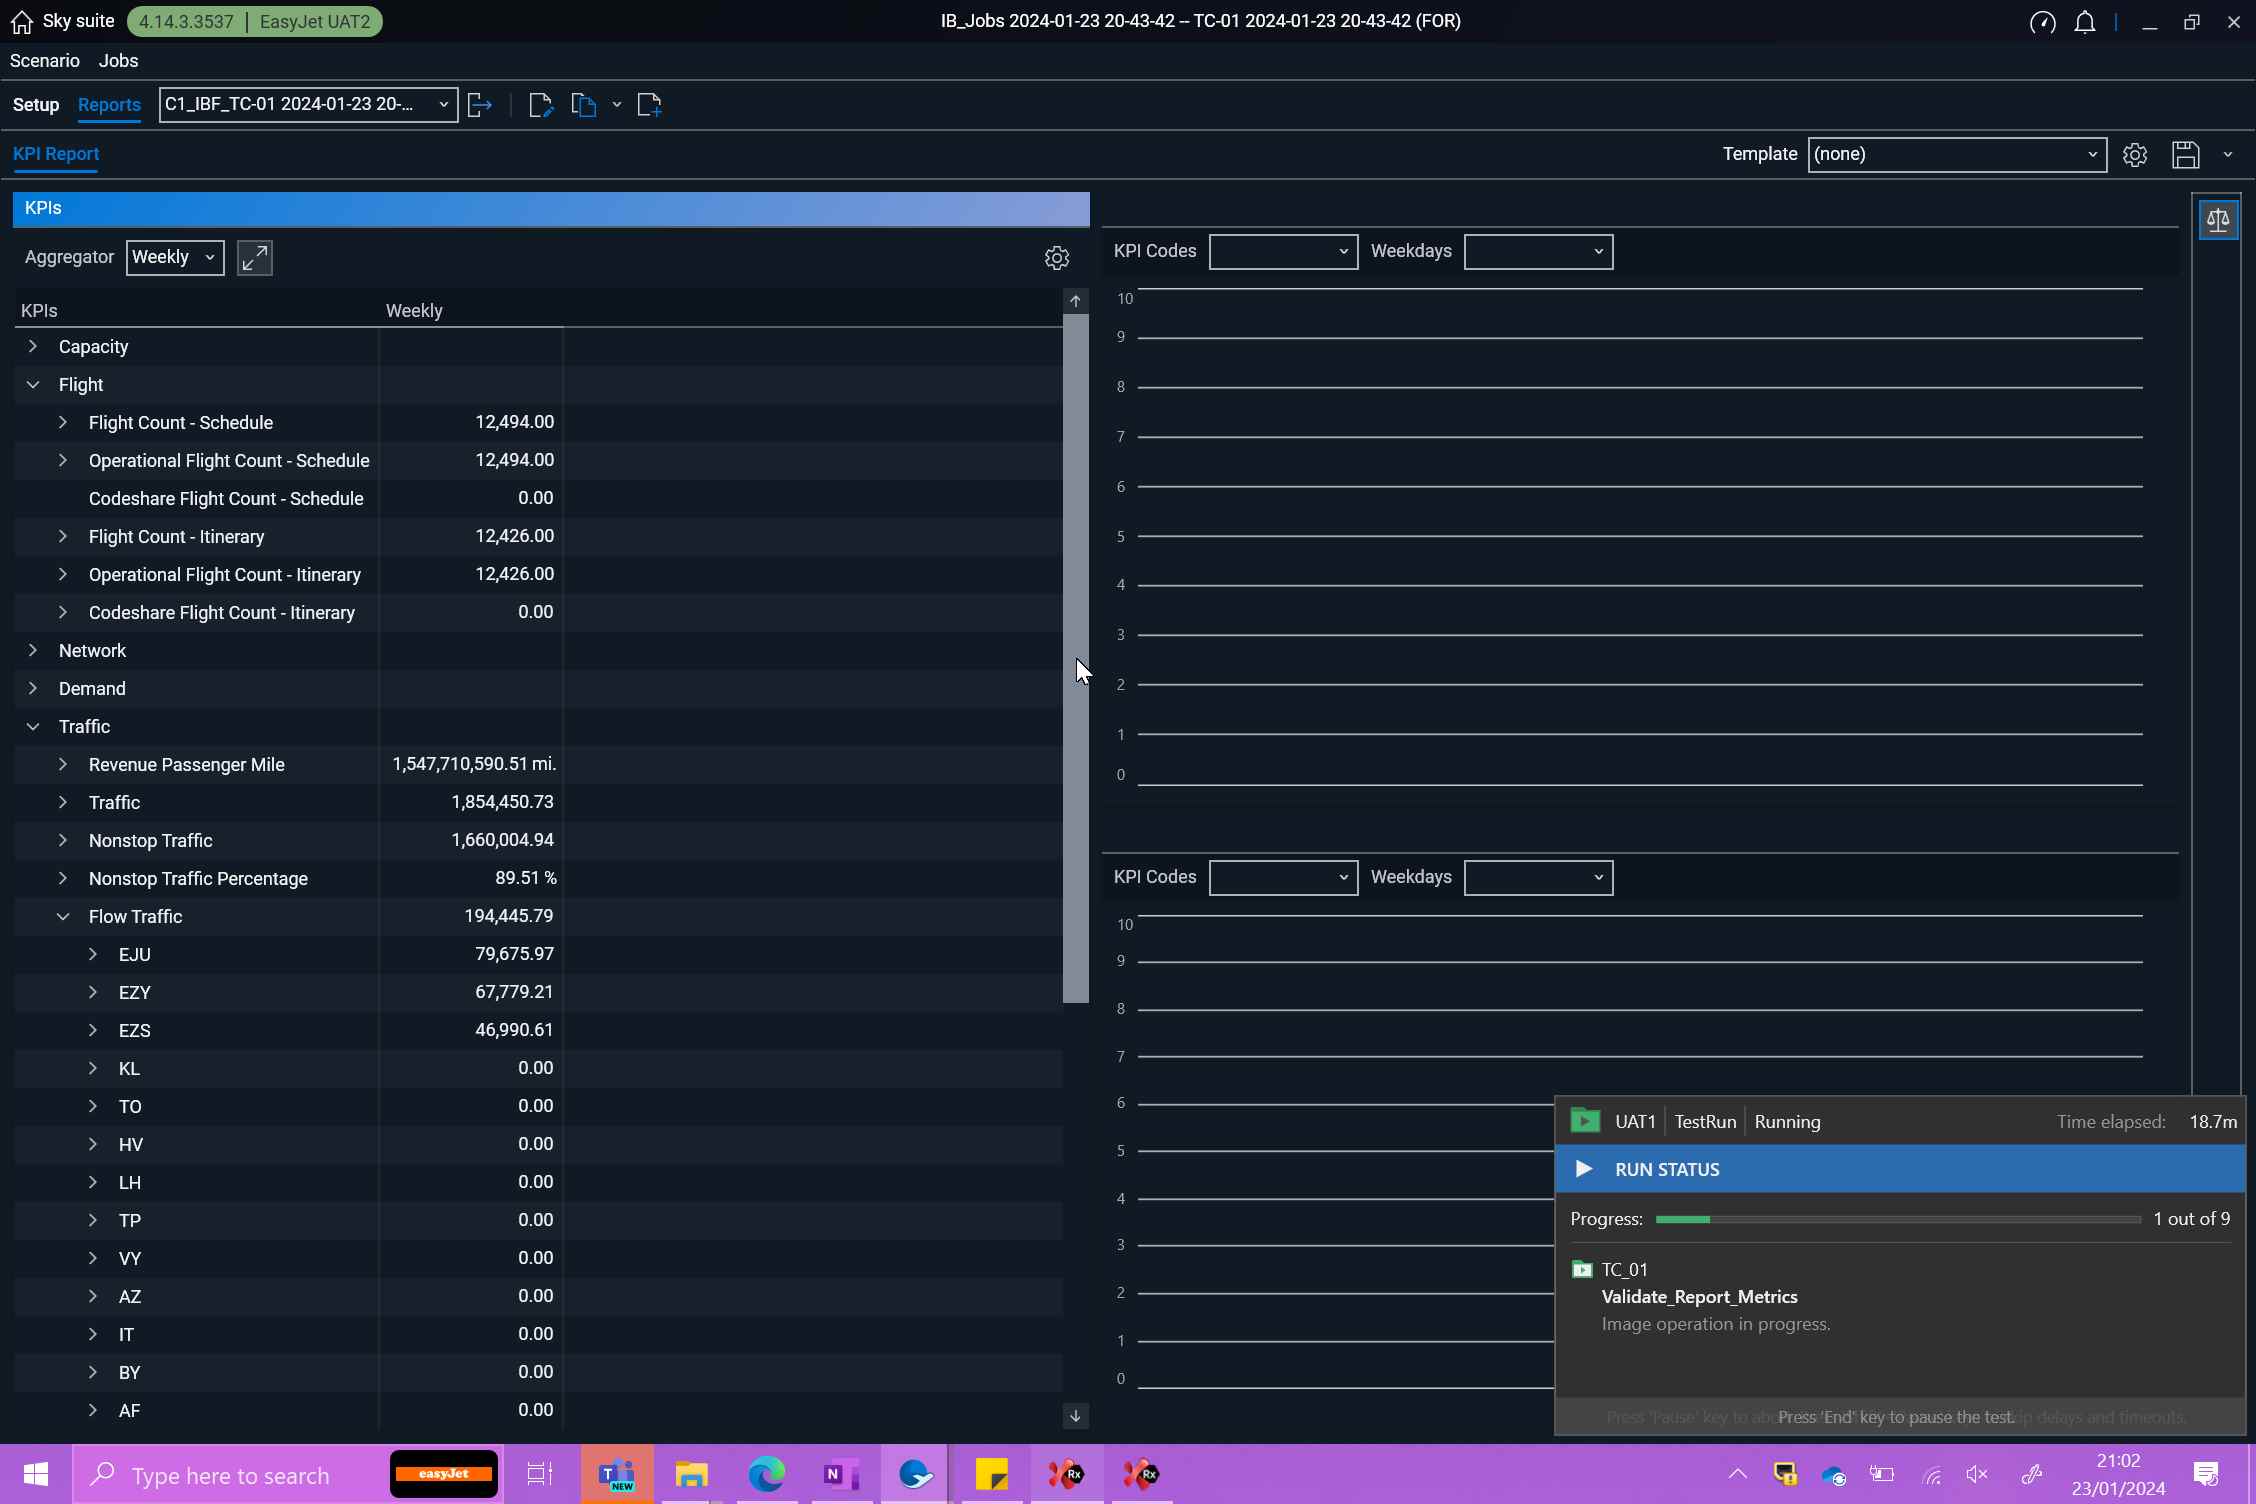 Sky suite 4.14.3.3537 | EasyJet UAT2 IB_Jobs 2024-01-23 20-43-42 -- TC-01 2024-01-23 20-43-42 (FOR)
Scenario Jobs
Setup Reports C1_IBF_TC-01 2024-01-23 20-...
KPI Report Template (none)
KPIs
Aggregator Weekly
KPIs Weekly
Capacity
Flight
Flight Count - Schedule 12,494.00
Operational Flight Count - Schedule 12,494.00
Codeshare Flight Count - Schedule 0.00
Flight Count - Itinerary 12,426.00
Operational Flight Count - Itinerary 12,426.00
Codeshare Flight Count - Itinerary 0.00
Network
Demand
Traffic
Revenue Passenger Mile 1,547,710,590.51 mi.
Traffic 1,854,450.73
Nonstop Traffic 1,660,004.94
Nonstop Traffic Percentage 89.51 %
Flow Traffic 194,445.79
EJU 79,675.97
EZY 67,779.21
EZS 46,990.61
KL 0.00
TO 0.00
HV 0.00
LH 0.00
TP 0.00
VY 0.00
AZ 0.00
IT 0.00
BY 0.00
AF 0.00
KPI Codes Weekdays
10
9
8
7
6
5
4
3
2
1
0
KPI Codes Weekdays
10
9
8
7
6
5
4
3
2
1
0
UAT1 TestRun Running Time elapsed: 18.7m
RUN STATUS
Progress: 1 out of 9
TC_01
Validate_Report_Metrics
Image operation in progress.
Press 'End' key to pause the test.
Type here to search easyJet T NEW N Rx Rx 21:02
23/01/2024